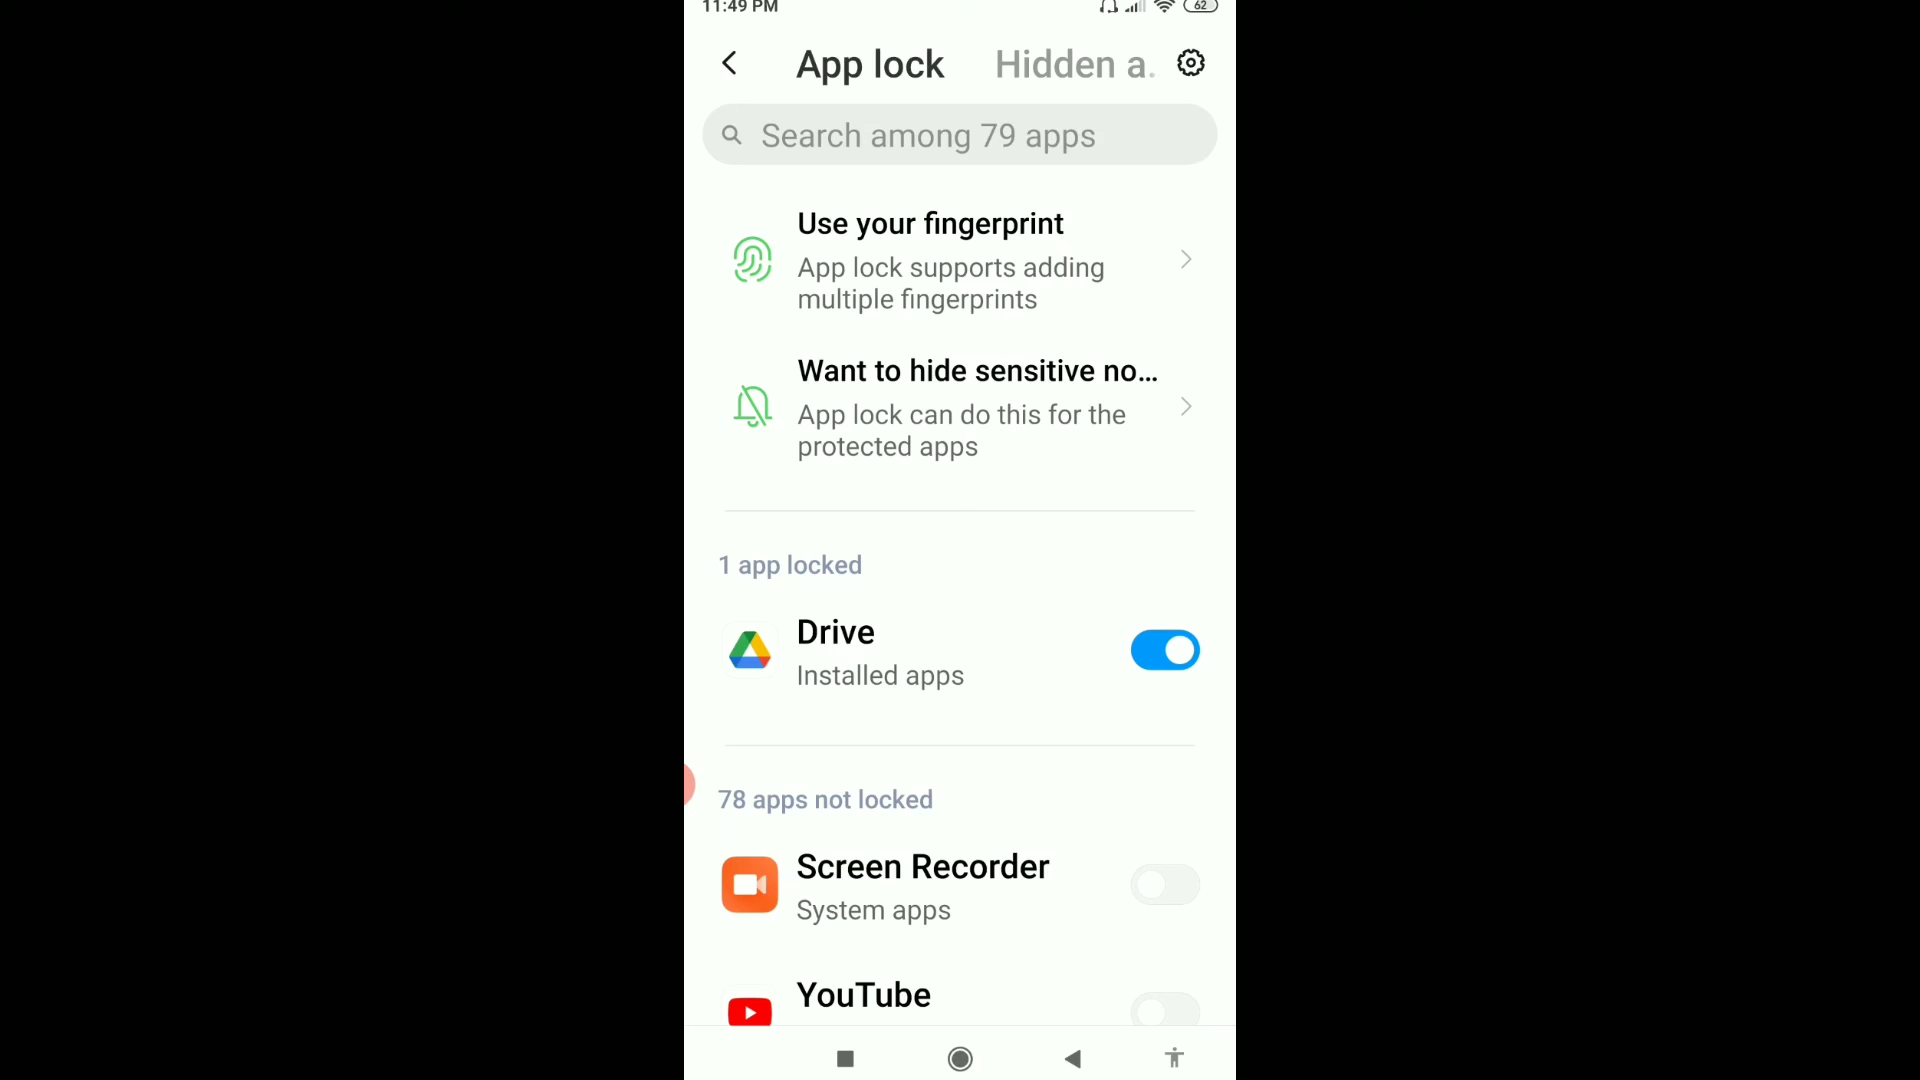 11:49 PM
62
App lock
Hidden a.
Search among 79 apps
Use your fingerprint
App lock supports adding
multiple fingerprints
Want to hide sensitive no...
App lock can do this for the
protected apps
1 app locked
Drive
Installed apps
78 apps not locked
Screen Recorder
System apps
YouTube